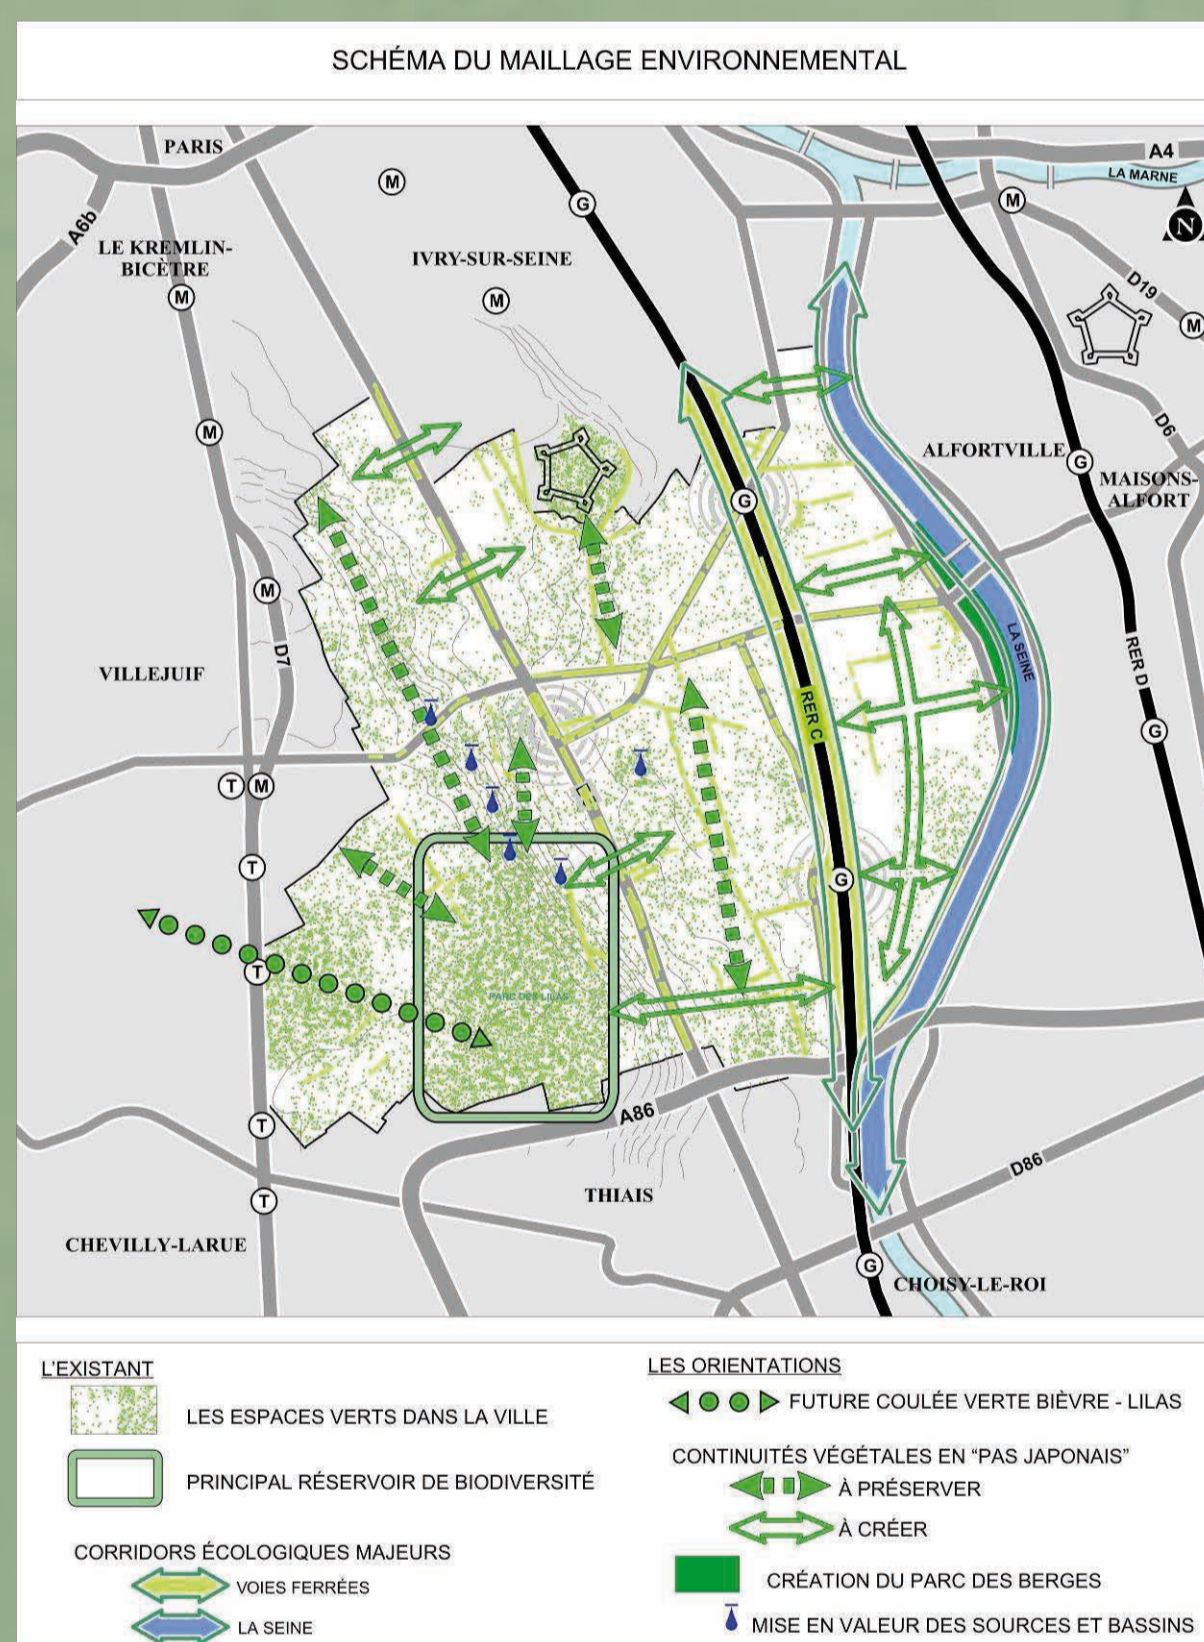 SCHÉMA DU MAILLAGE ENVIRONNEMENTAL
PARIS
M
A4
LA MARNE
A6b
G
M
N
LE KREMLIN-
BICÈTRE
IVRY-SUR-SEINE
M
M
D19
M
M
D6
ALFORTVILLE
G
MAISONS-
ALFORT
G
M
D7
LA SEINE
RER D
VILLEJUIF
RER C
G
T
M
T
G
T
PARC DES LILAS
T
A86
D86
THIAIS
T
CHEVILLY-LARUE
G
CHOISY-LE-ROI
L'EXISTANT
LES ESPACES VERTS DANS LA VILLE
PRINCIPAL RÉSERVOIR DE BIODIVERSITÉ
CORRIDORS ÉCOLOGIQUES MAJEURS
VOIES FERRÉES
LA SEINE
LES ORIENTATIONS
FUTURE COULÉE VERTE BIÈVRE - LILAS
CONTINUITÉS VÉGÉTALES EN “PAS JAPONAIS”
À PRÉSERVER
À CRÉER
CRÉATION DU PARC DES BERGES
MISE EN VALEUR DES SOURCES ET BASSINS